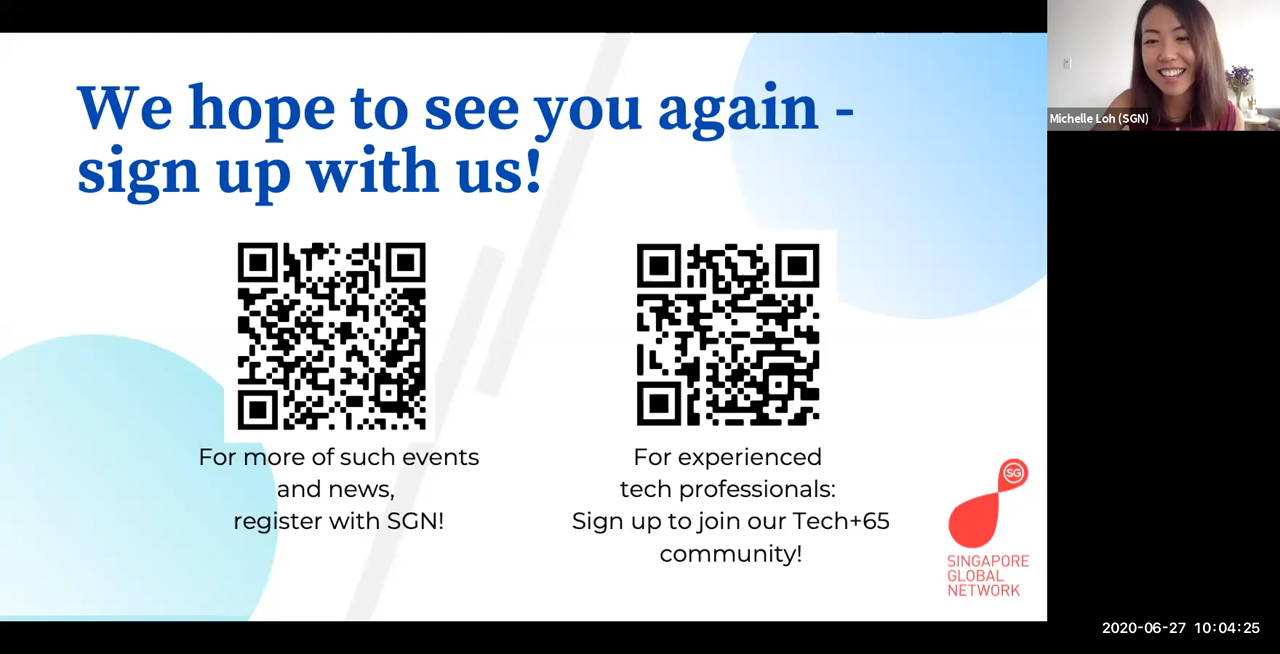 We hope to see you again -
sign up with us!
Michelle Loh (SGN)
For more of such events
and news,
register with SGN!
For experienced
tech professionals:
Sign up to join our Tech+65
community!
SG
SINGAPORE
GLOBAL
NETWORK
2020-06-27 10:04:25